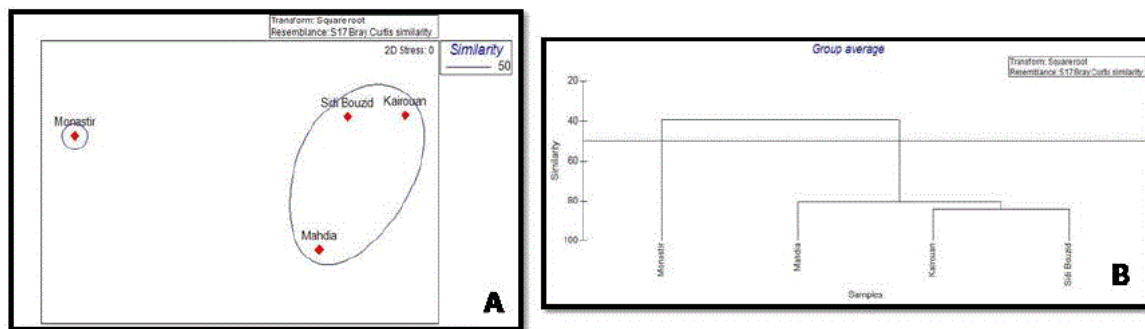 Transform: Square root
Resemblance: S17 Bray Curtis similarity
2D Stress: 0
Similarity
50
Monastir
Sidi Bouzid
Kairouan
Mahdia
A
Group average
Transform: Square root
Resemblance: S17 Bray Curtis similarity
20
40
60
80
100
Similarity
Monastir
Mahdia
Kairouan
Sidi Bouzid
Samples
B